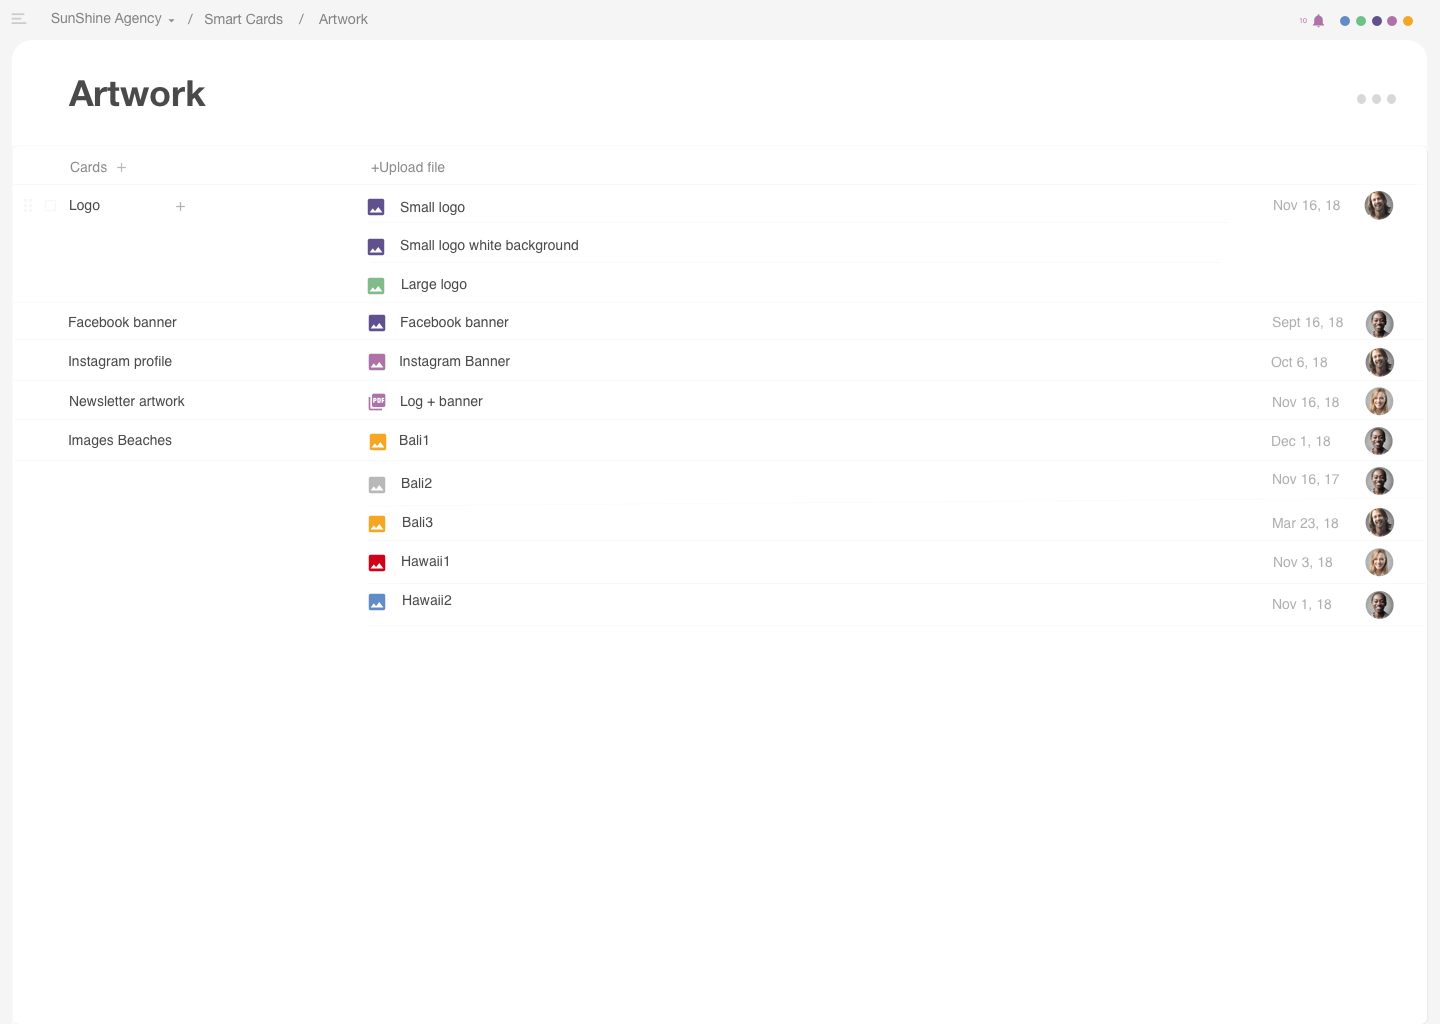 SunShine Agency / Smart Cards / Artwork
10
Artwork
Cards + +Upload file
Logo + Small logo Nov 16, 18
Small logo white background
Large logo
Facebook banner Facebook banner Sept 16, 18
Instagram profile Instagram Banner Oct 6, 18
Newsletter artwork PDF Log + banner Nov 16, 18
Images Beaches Bali1 Dec 1, 18
Bali2 Nov 16, 17
Bali3 Mar 23, 18
Hawaii1 Nov 3, 18
Hawaii2 Nov 1, 18